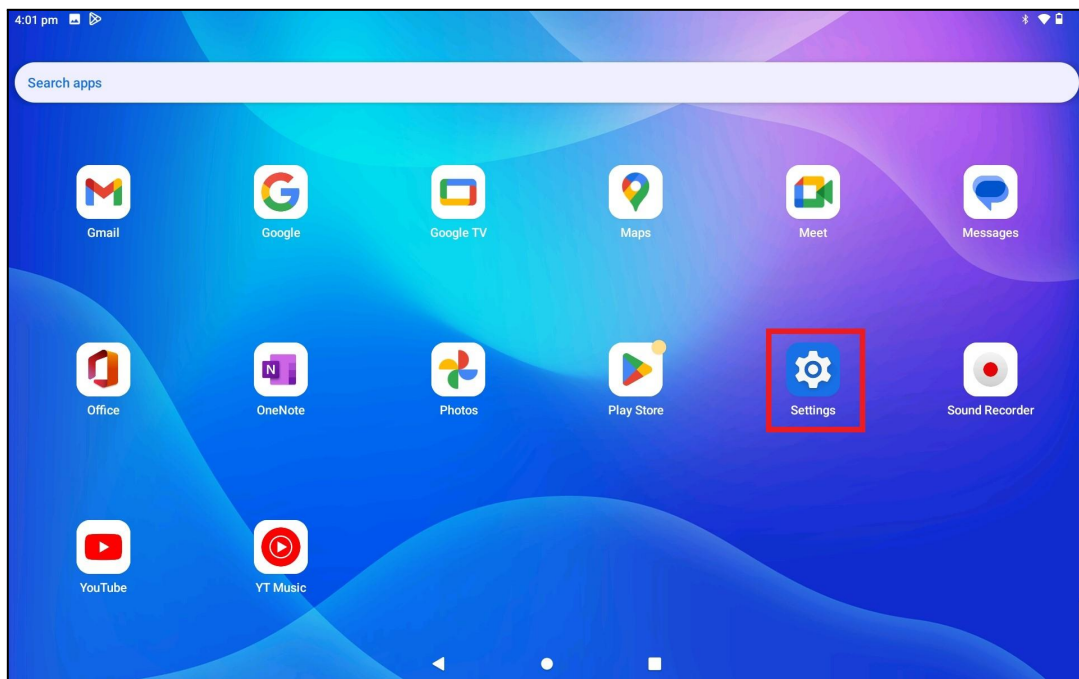 4:01 pm
Search apps
Gmail Google Google TV Maps Meet Messages
N
Office OneNote Photos Play Store Settings Sound Recorder
YouTube YT Music